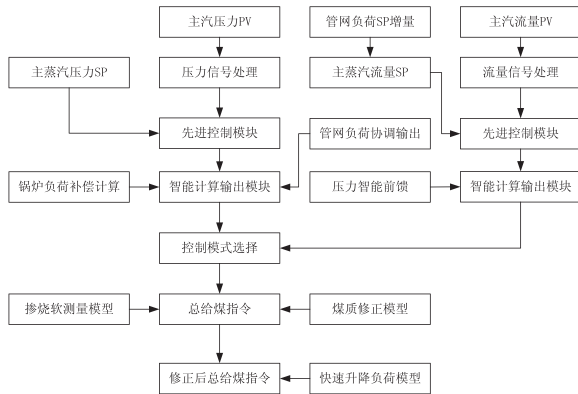 主汽压力PV
管网负荷SP增量
主汽流量PV
主蒸汽压力SP
压力信号处理
主蒸汽流量SP
流量信号处理
先进控制模块
管网负荷协调输出
先进控制模块
锅炉负荷补偿计算
智能计算输出模块
压力智能前馈
智能计算输出模块
控制模式选择
掺烧软测量模型
总给煤指令
煤质修正模型
修正后总给煤指令
快速升降负荷模型